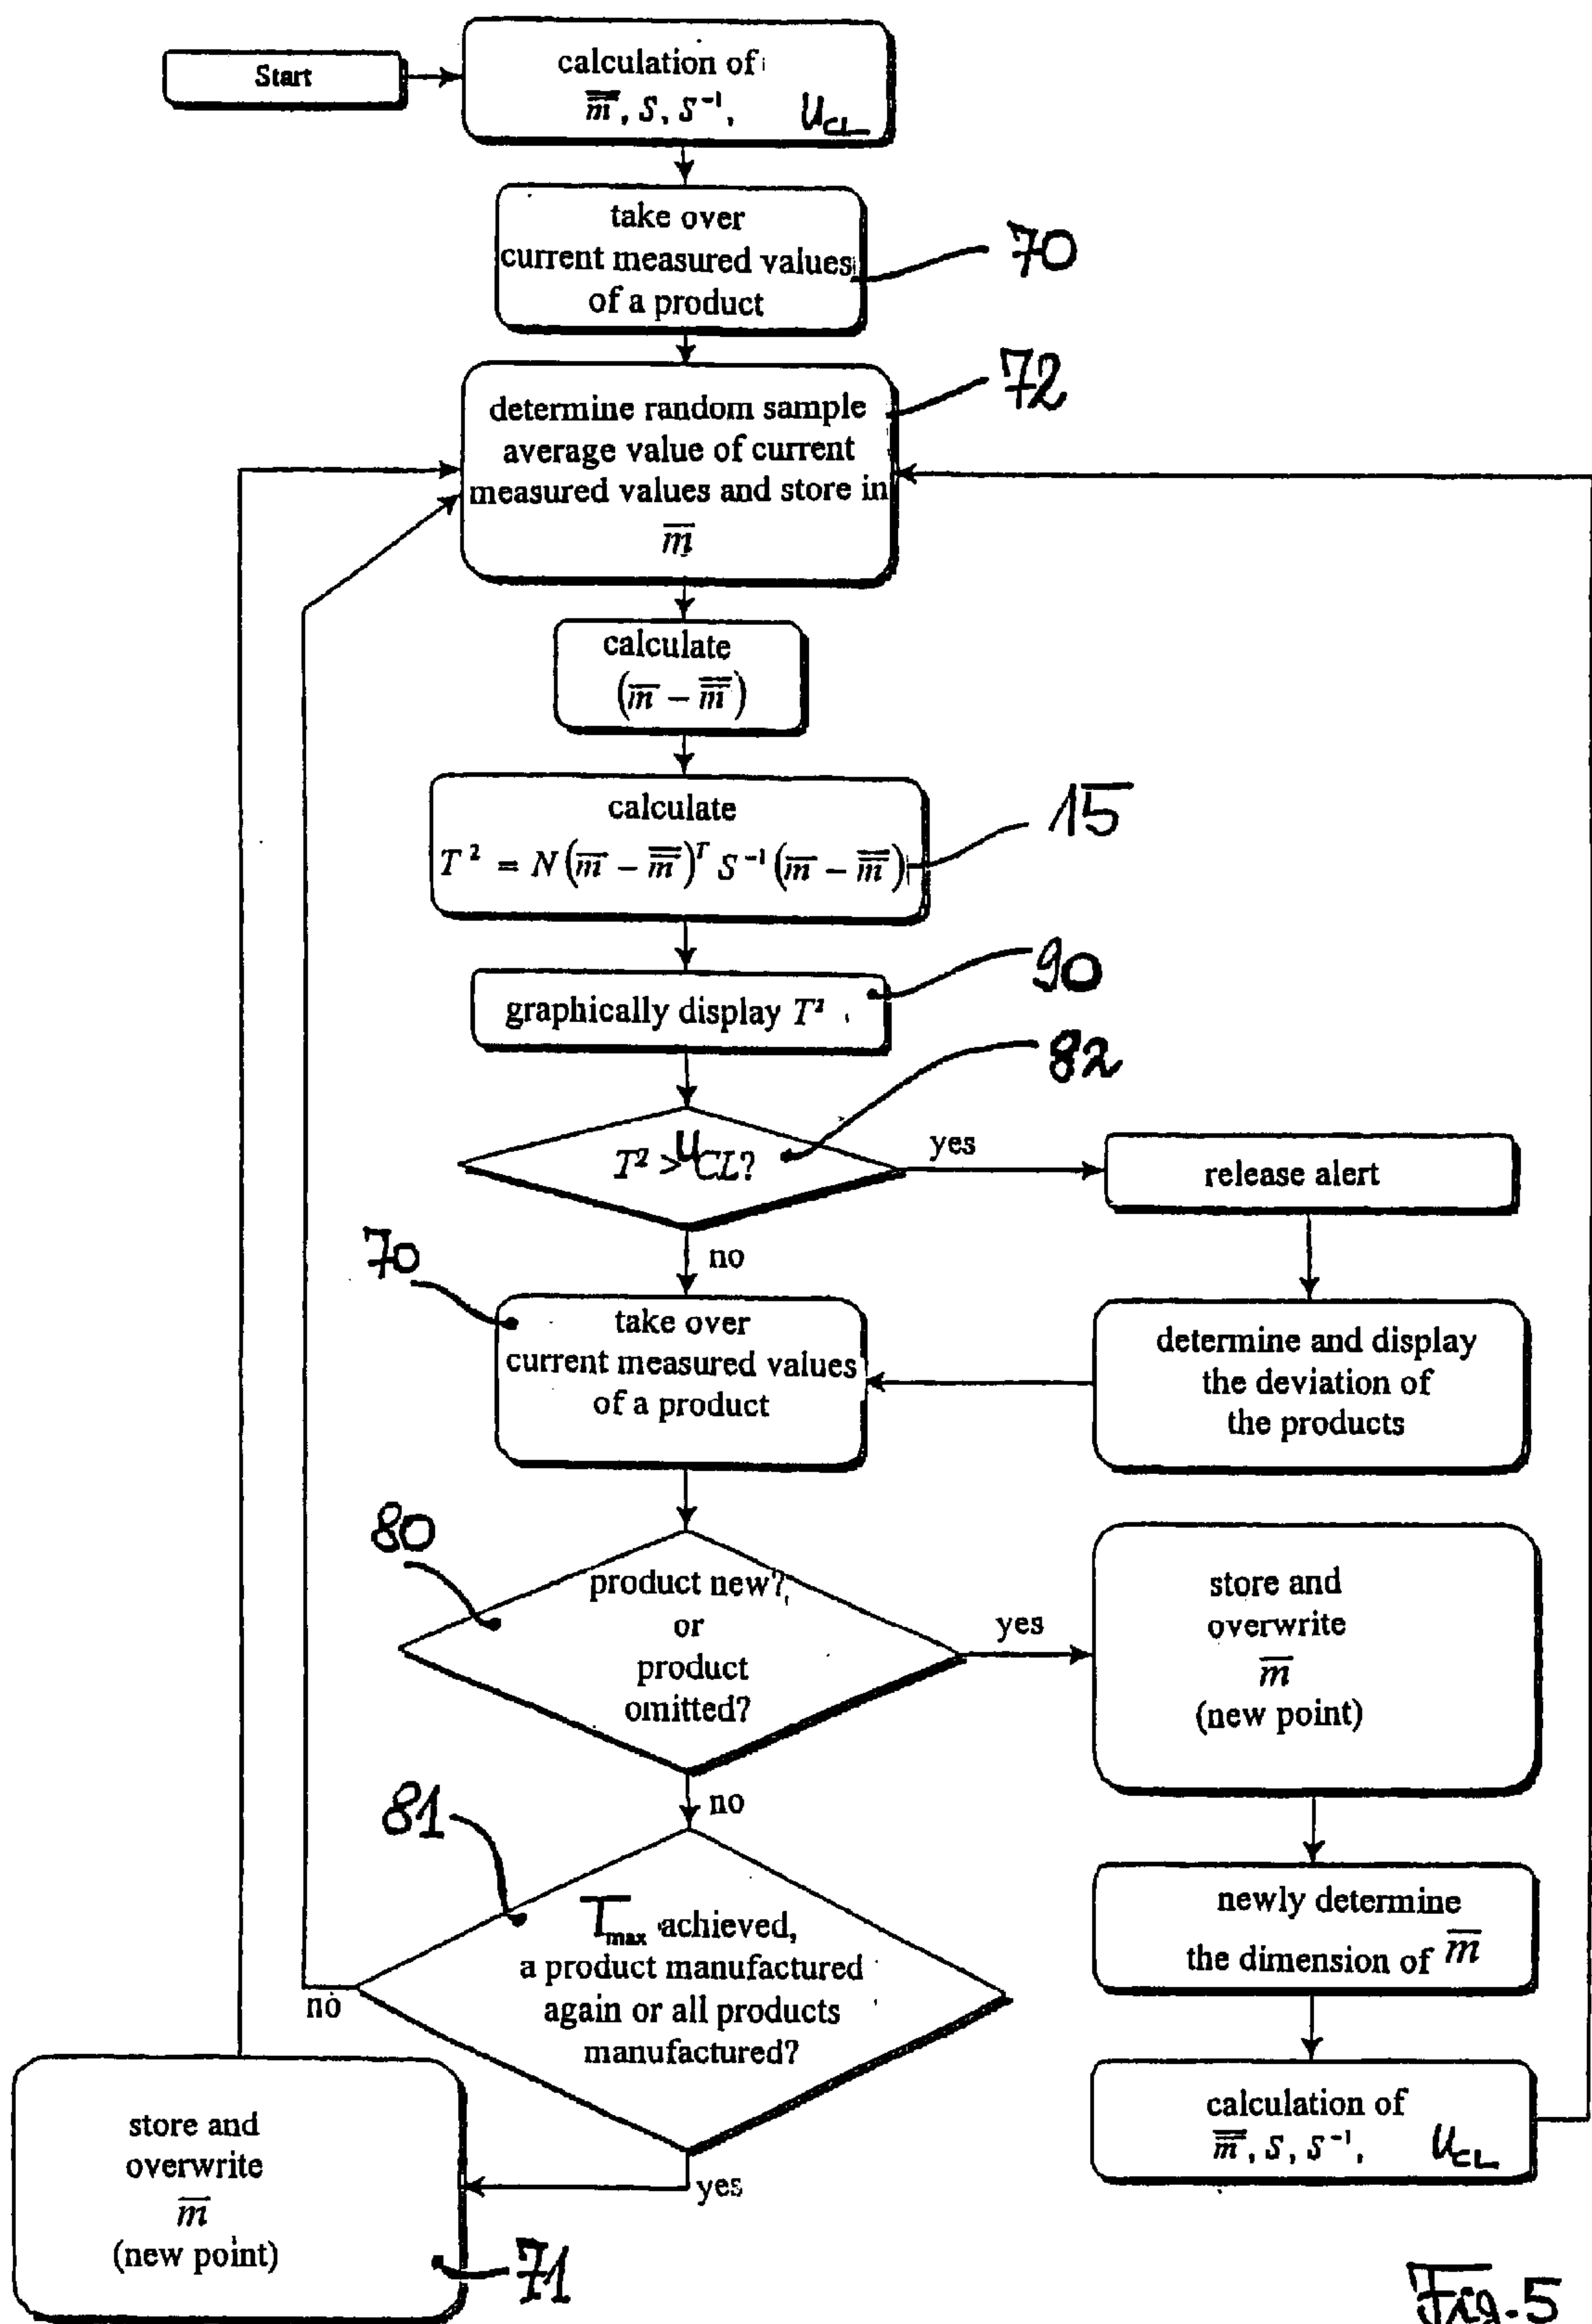 Start
calculation of
m̿, S, S⁻¹, U_CL
take over
current measured values
of a product
70
determine random sample
average value of current
measured values and store in
m̅
72
calculate
(m̅ − m̿)
calculate
T² = N(m̅ − m̿)ᵀ S⁻¹(m̅ − m̿)
15
graphically display T²
90
82
T² > UCL?
yes
release alert
no
70
take over
current measured values
of a product
determine and display
the deviation of
the products
80
product new?
or
product
omitted?
yes
store and
overwrite
m̅
(new point)
no
81
T_max achieved,
a product manufactured
again or all products
manufactured?
no
newly determine
the dimension of m̅
calculation of
m̿, S, S⁻¹, U_CL
yes
store and
overwrite
m̅
(new point)
71
Fig. 5